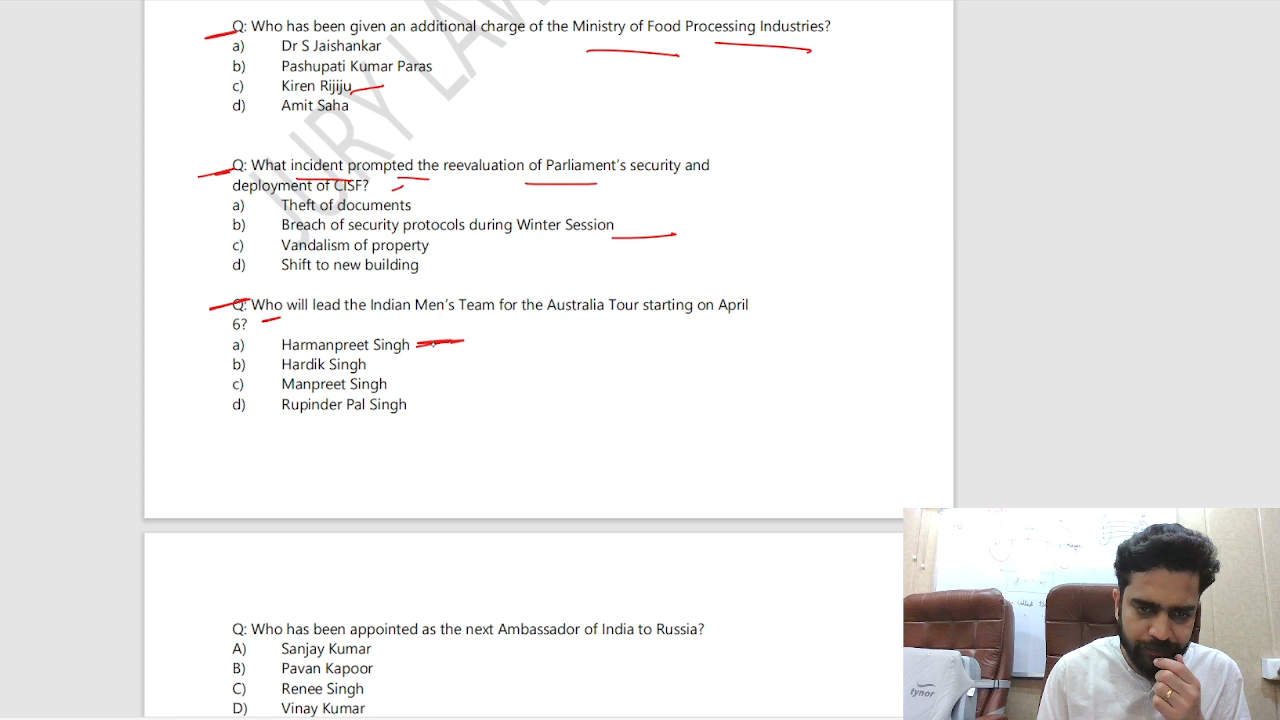 Q: Who has been given an additional charge of the Ministry of Food Processing Industries?
a) Dr S Jaishankar
b) Pashupati Kumar Paras
c) Kiren Rijiju
d) Amit Saha
JURY LAW
Q: What incident prompted the reevaluation of Parliament's security and
deployment of CISF?
a) Theft of documents
b) Breach of security protocols during Winter Session
c) Vandalism of property
d) Shift to new building
Q: Who will lead the Indian Men's Team for the Australia Tour starting on April
6?
a) Harmanpreet Singh
b) Hardik Singh
c) Manpreet Singh
d) Rupinder Pal Singh
Q: Who has been appointed as the next Ambassador of India to Russia?
A) Sanjay Kumar
B) Pavan Kapoor
C) Renee Singh
D) Vinay Kumar
tynor